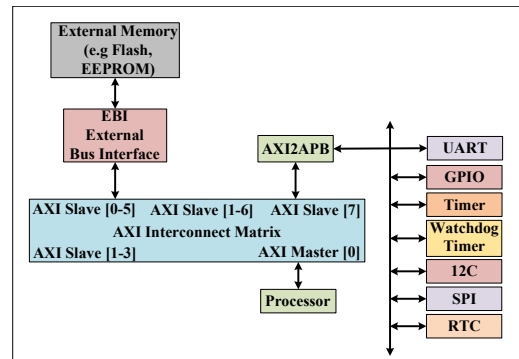 External Memory
(e.g Flash,
EEPROM)
EBI
External
Bus Interface
AXI2APB
UART
GPIO
Timer
Watchdog
Timer
12C
SPI
RTC
AXI Slave [0-5] AXI Slave [1-6] AXI Slave [7]
AXI Interconnect Matrix
AXI Slave [1-3] AXI Master [0]
Processor